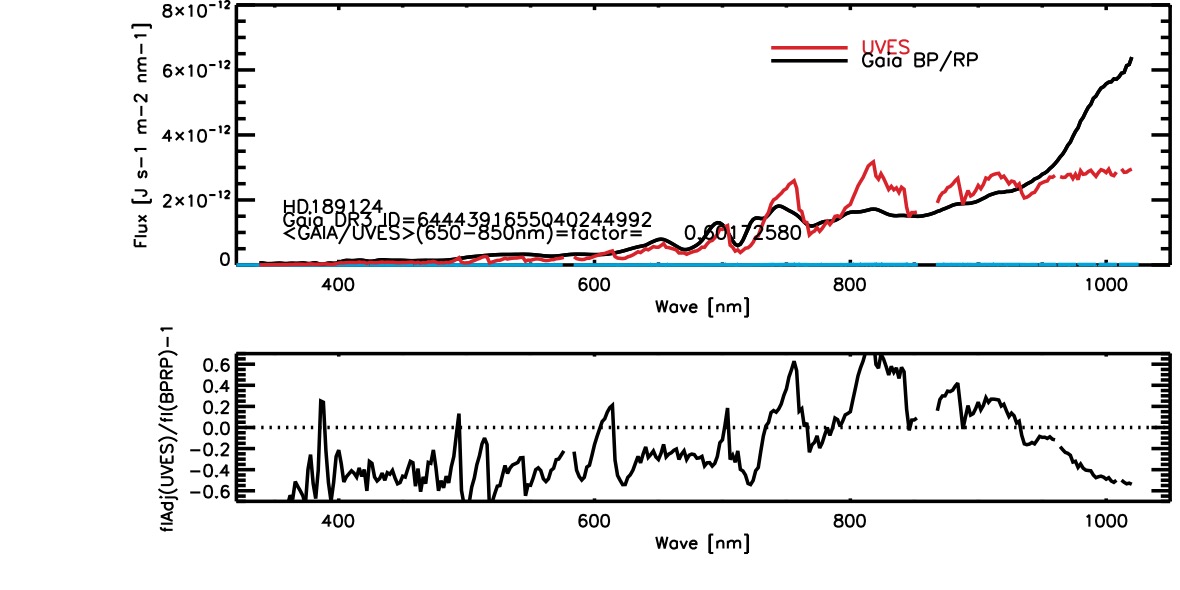 8×10⁻¹²
6×10⁻¹²
4×10⁻¹²
2×10⁻¹²
0
Flux [J s−1 m−2 nm−1]
UVES
Gaia BP/RP
HD189124
Gaia DR3 ID=6444391655040244992
<GAIA/UVES>(650−850nm)=factor= 0.60172580
400 600 800 1000
Wave [nm]
0.6
0.4
0.2
0.0
−0.2
−0.4
−0.6
flAdj(UVES)/fl(BPRP)−1
400 600 800 1000
Wave [nm]